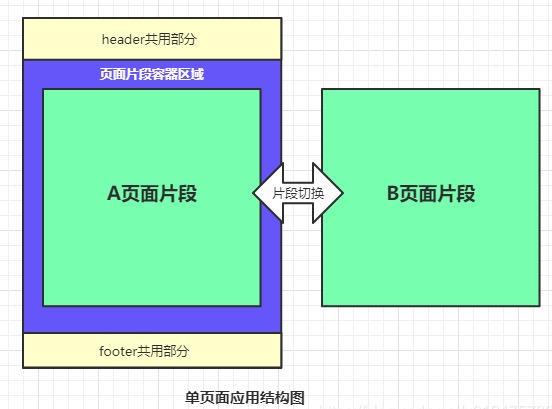 header共用部分
页面片段容器区域
A页面片段
片段切换
B页面片段
footer共用部分
单页面应用结构图